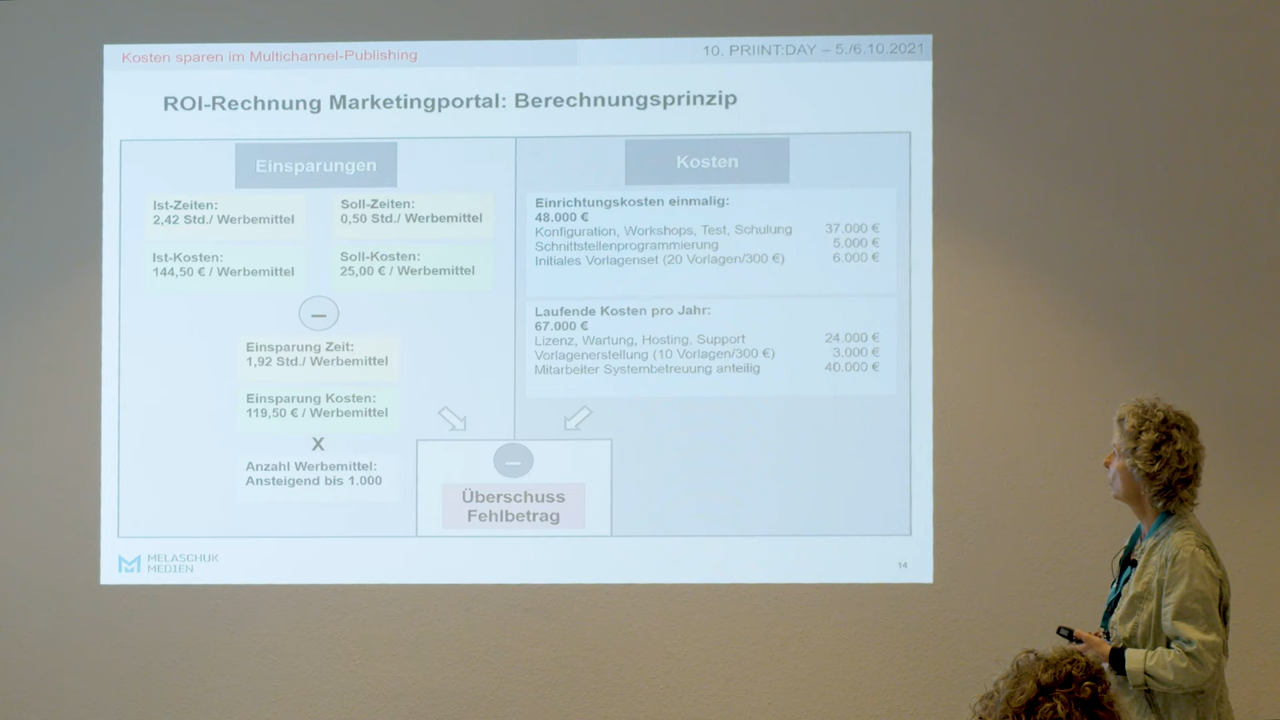 Kosten sparen im Multichannel-Publishing
10. PRIINT:DAY – 5./6.10.2021
ROI-Rechnung Marketingportal: Berechnungsprinzip
Einsparungen
Ist-Zeiten:
2,42 Std./ Werbemittel
Soll-Zeiten:
0,50 Std./ Werbemittel
Ist-Kosten:
144,50 € / Werbemittel
Soll-Kosten:
25,00 € / Werbemittel
–
Einsparung Zeit:
1,92 Std./ Werbemittel
Einsparung Kosten:
119,50 € / Werbemittel
X
Anzahl Werbemittel:
Ansteigend bis 1.000
Kosten
Einrichtungskosten einmalig:
48.000 €
Konfiguration, Workshops, Test, Schulung 37.000 €
Schnittstellenprogrammierung 5.000 €
Initiales Vorlagenset (20 Vorlagen/300 €) 6.000 €
Laufende Kosten pro Jahr:
67.000 €
Lizenz, Wartung, Hosting, Support 24.000 €
Vorlagenerstellung (10 Vorlagen/300 €) 3.000 €
Mitarbeiter Systembetreuung anteilig 40.000 €
–
Überschuss
Fehlbetrag
MELASCHUK
MEDIEN
14